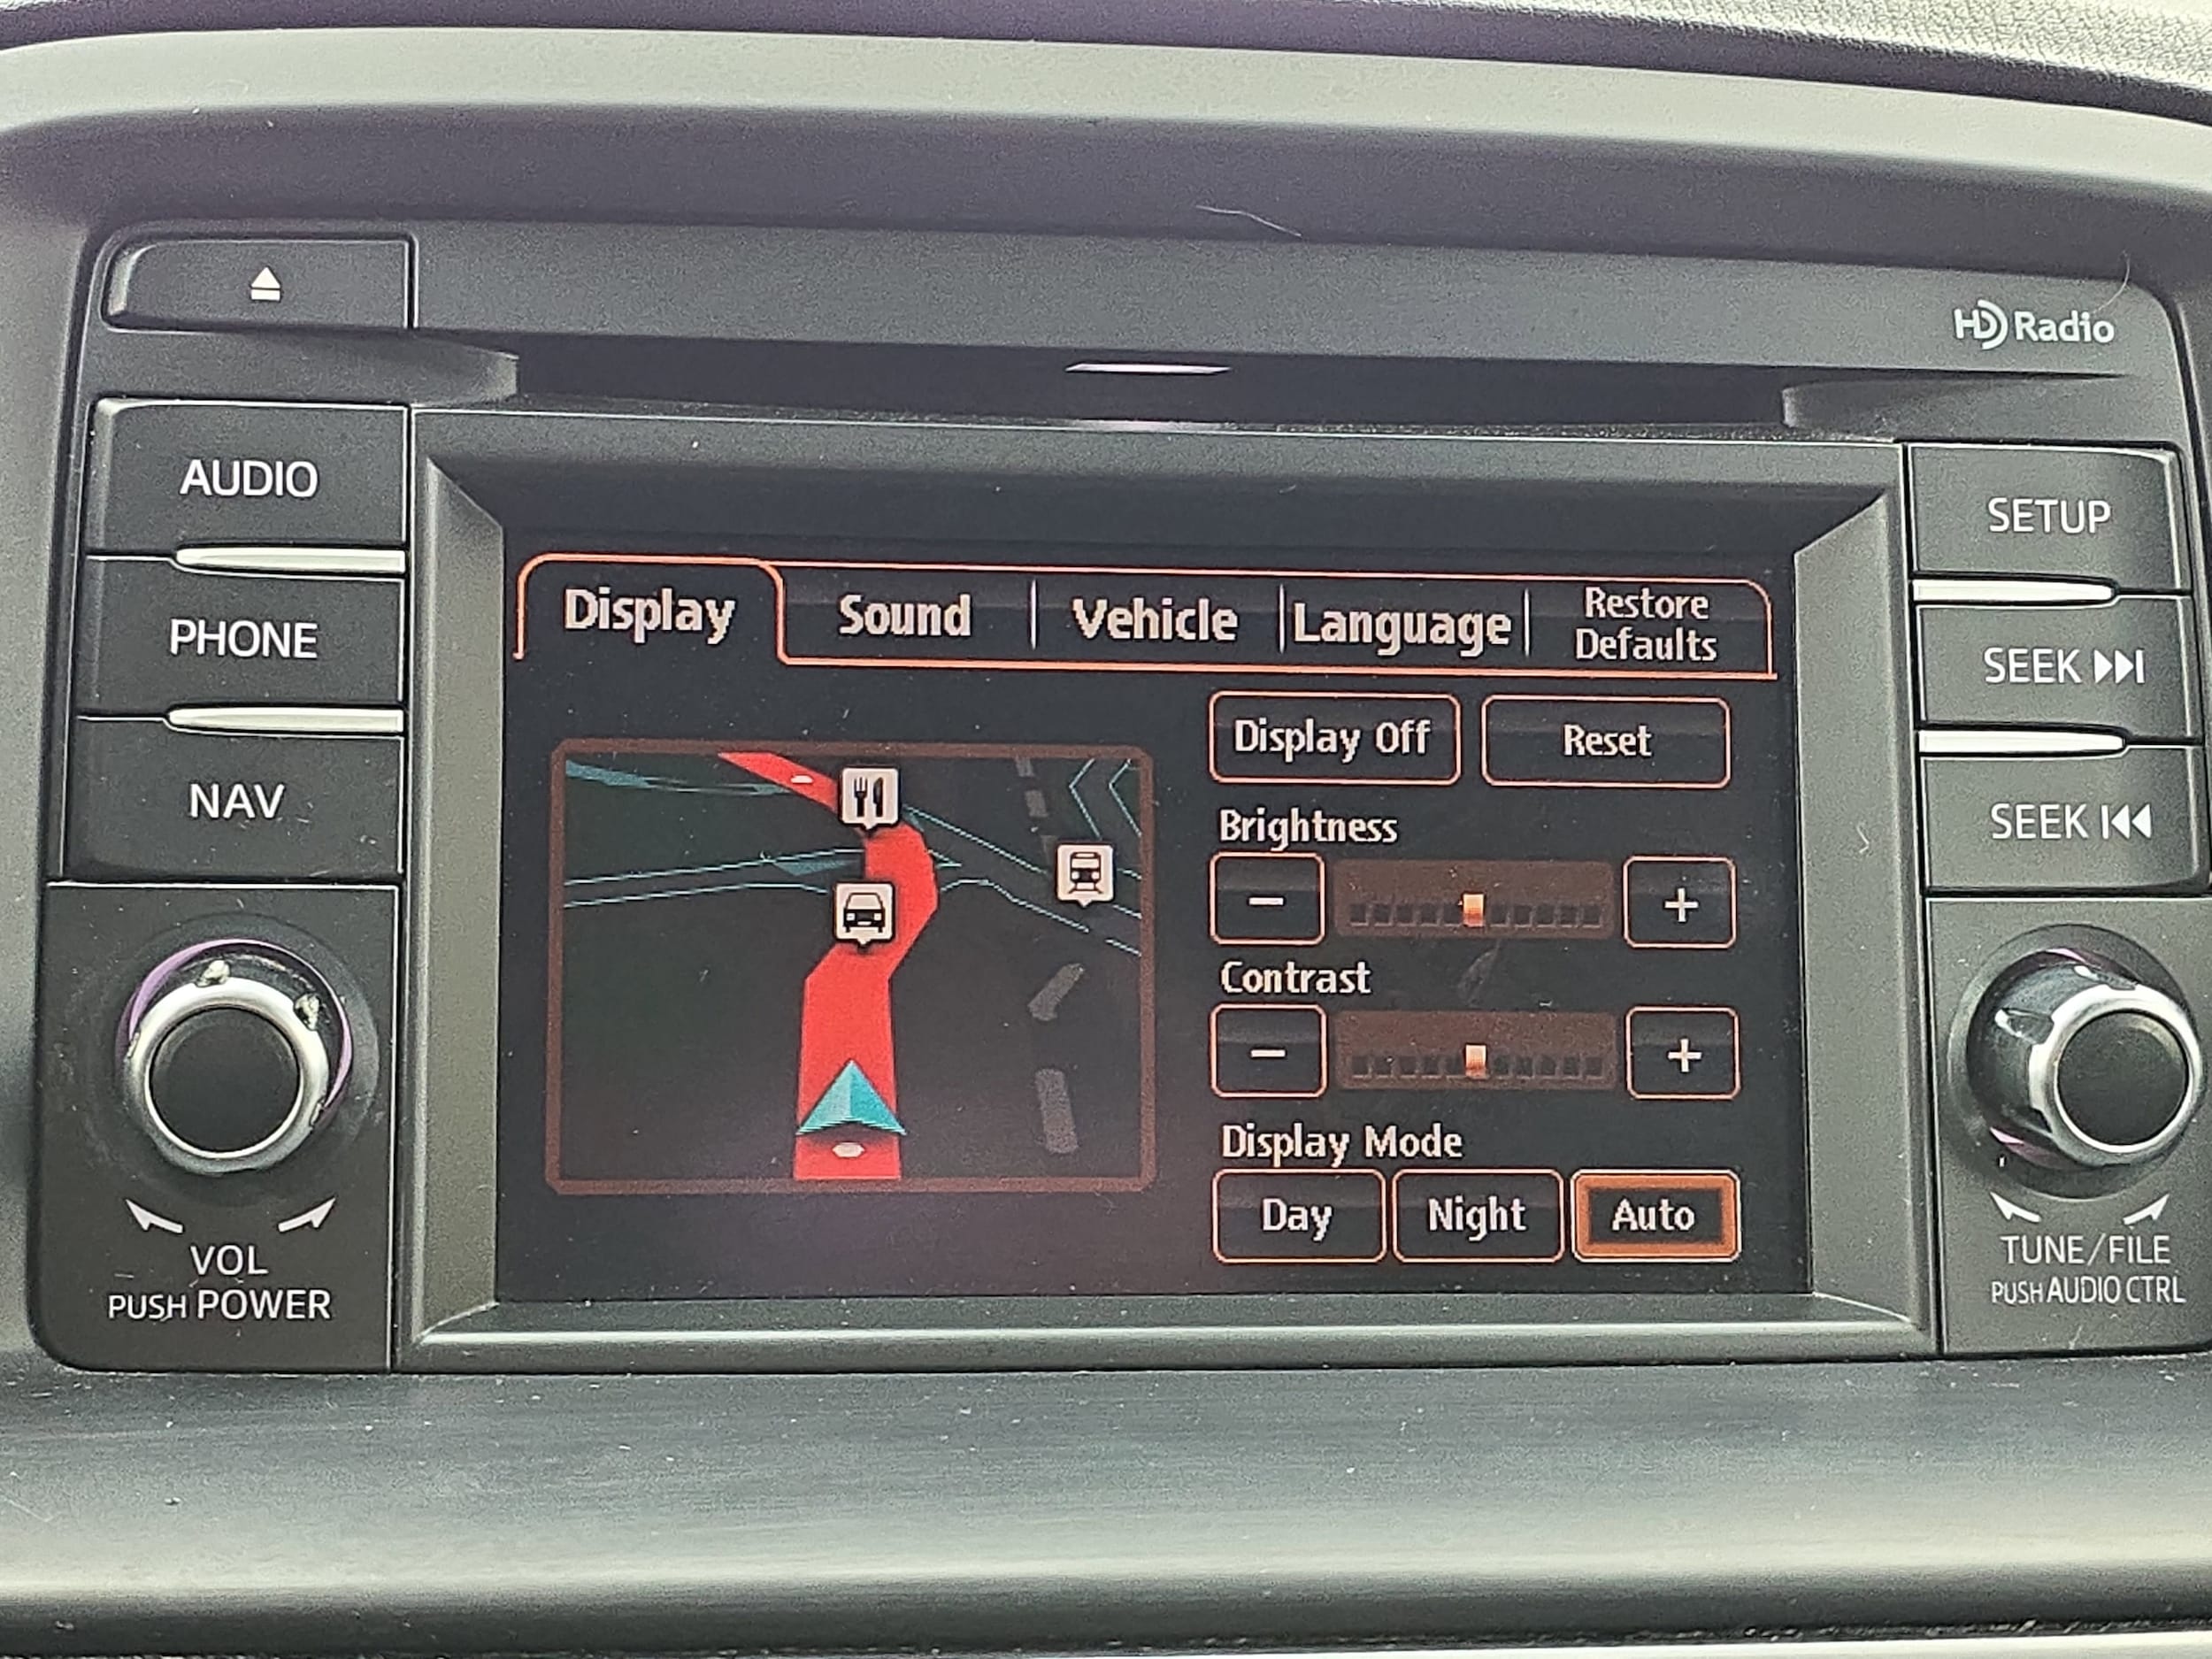 HD Radio
AUDIO
PHONE
NAV
VOL
PUSH POWER
Display
Sound
Vehicle
Language
Restore
Defaults
Display Off
Reset
Brightness
− +
Contrast
− +
Display Mode
Day
Night
Auto
SETUP
SEEK
SEEK
TUNE/FILE
PUSH AUDIO CTRL